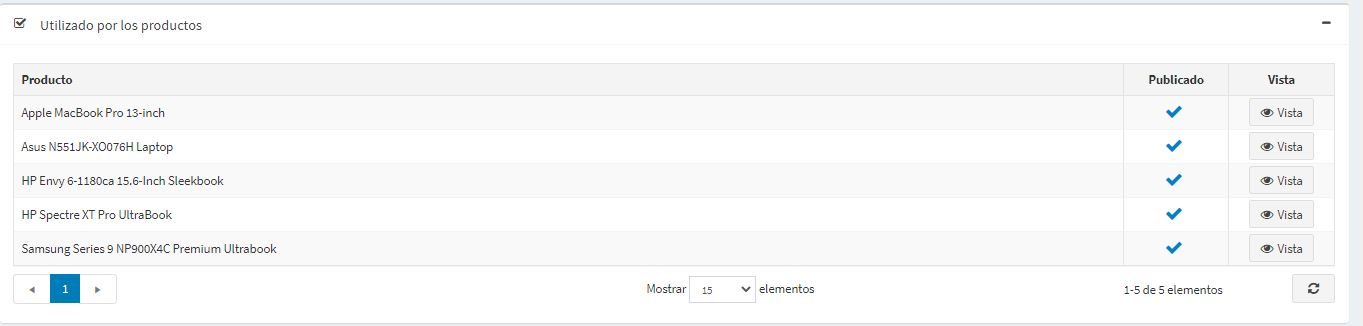 Utilizado por los productos
Producto Publicado Vista
Apple MacBook Pro 13-inch Vista
Asus N551JK-XO076H Laptop Vista
HP Envy 6-1180ca 15.6-Inch Sleekbook Vista
HP Spectre XT Pro UltraBook Vista
Samsung Series 9 NP900X4C Premium Ultrabook Vista
1 Mostrar 15 elementos 1-5 de 5 elementos